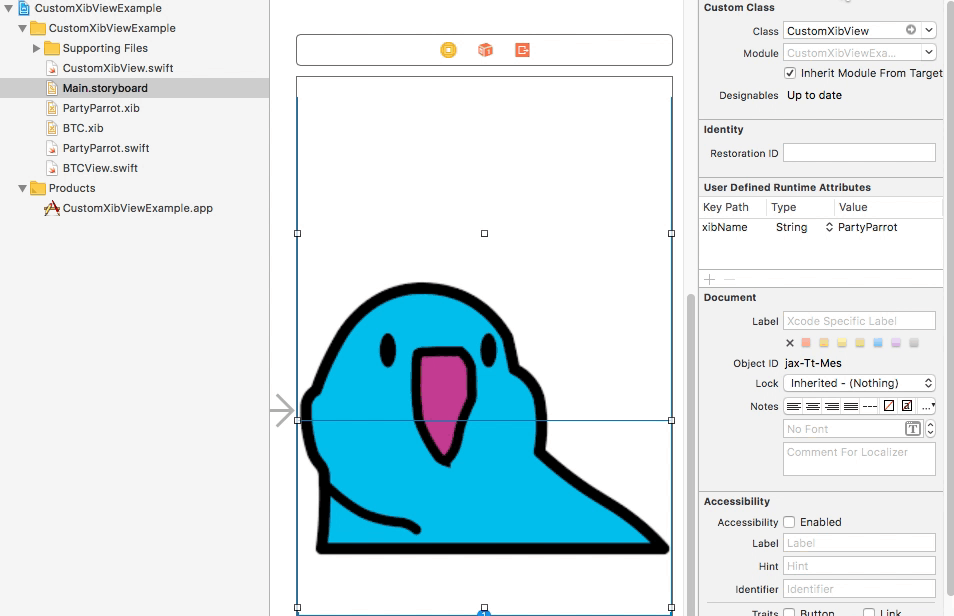 CustomXibViewExample
CustomXibViewExample
Supporting Files
CustomXibView.swift
Main.storyboard
PartyParrot.xib
BTC.xib
PartyParrot.swift
BTCView.swift
Products
CustomXibViewExample.app
Custom Class
Class CustomXibView
Module CustomXibViewExa...
Inherit Module From Target
Designables Up to date
Identity
Restoration ID
User Defined Runtime Attributes
Key Path Type Value
xibName String PartyParrot
Document
Label Xcode Specific Label
Object ID jax-Tt-Mes
Lock Inherited - (Nothing)
Notes
No Font
Comment For Localizer
Accessibility
Accessibility Enabled
Label Label
Hint Hint
Identifier Identifier
Traits Button Link